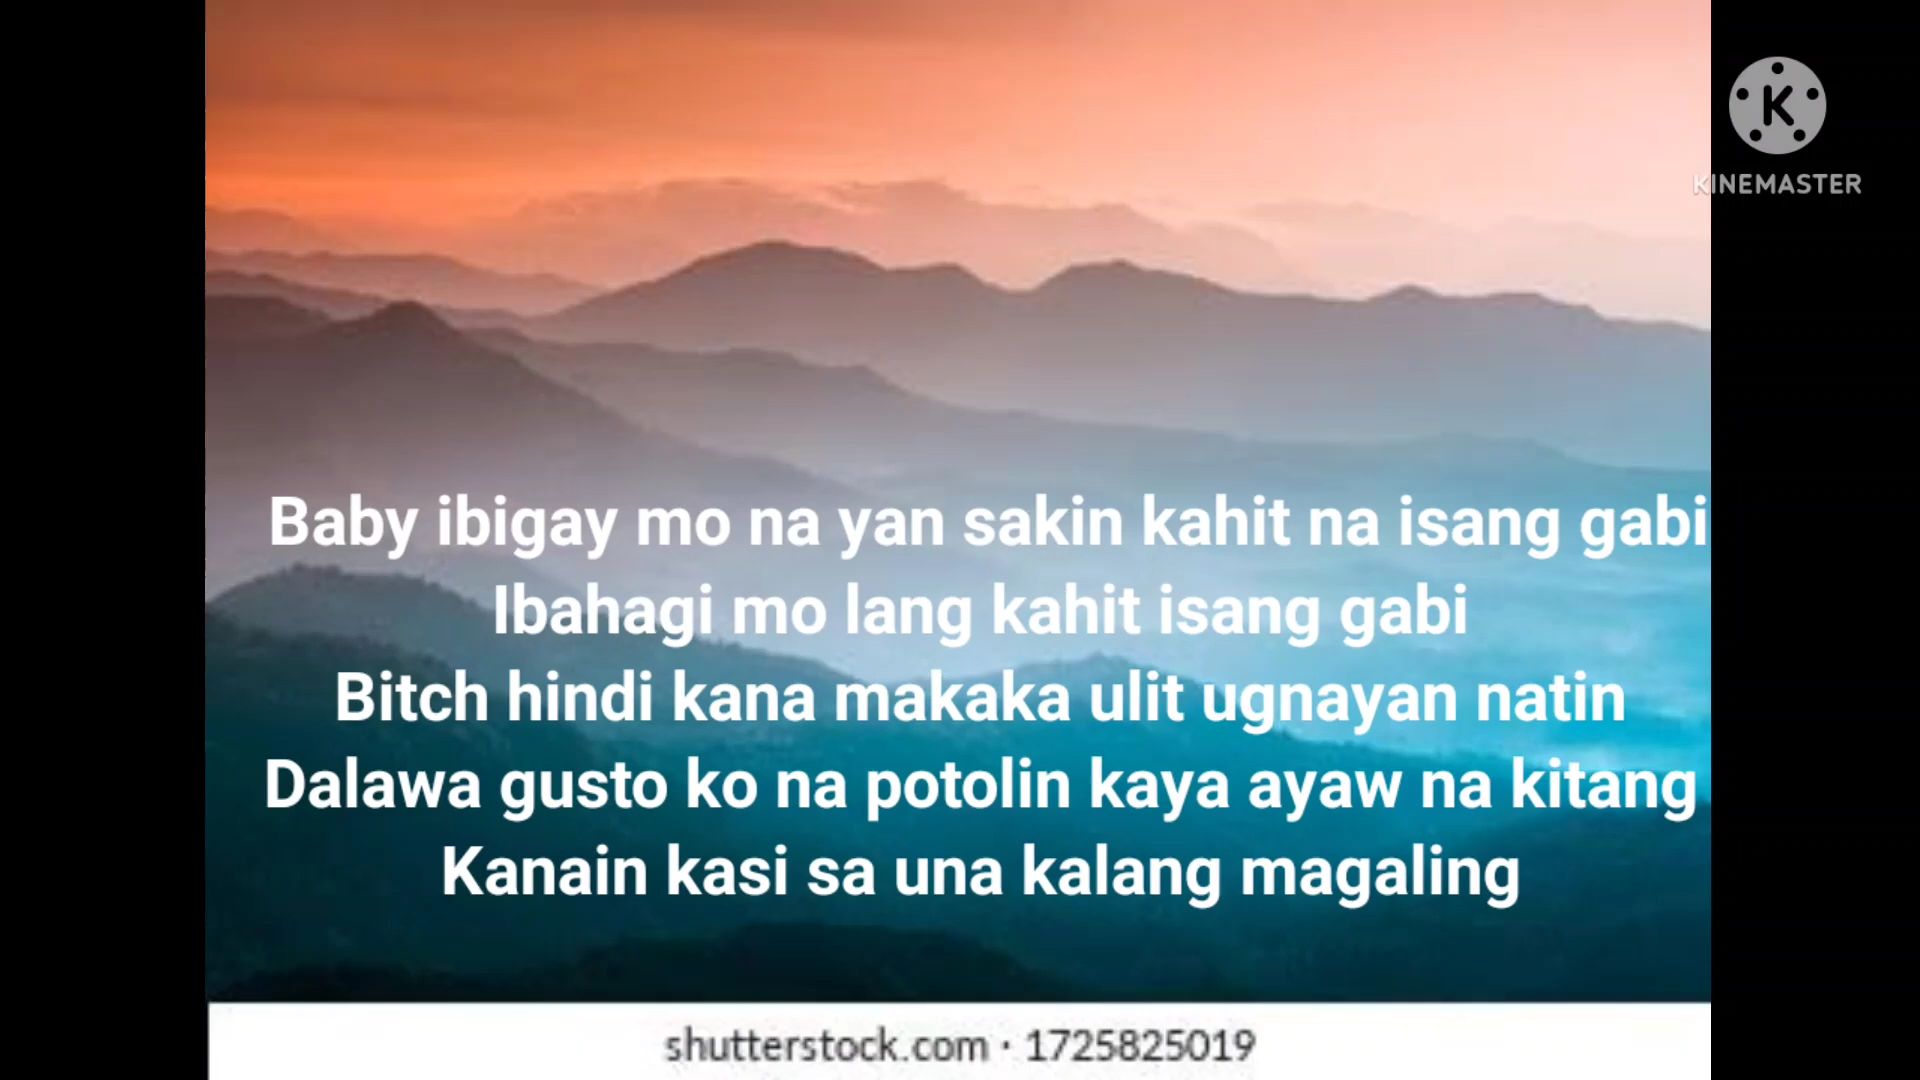 K
KINEMASTER
Baby ibigay mo na yan sakin kahit na isang gabi
Ibahagi mo lang kahit isang gabi
Bitch hindi kana makaka ulit ugnayan natin
Dalawa gusto ko na potolin kaya ayaw na kitang
Kanain kasi sa una kalang magaling
shutterstock.com · 1725825019